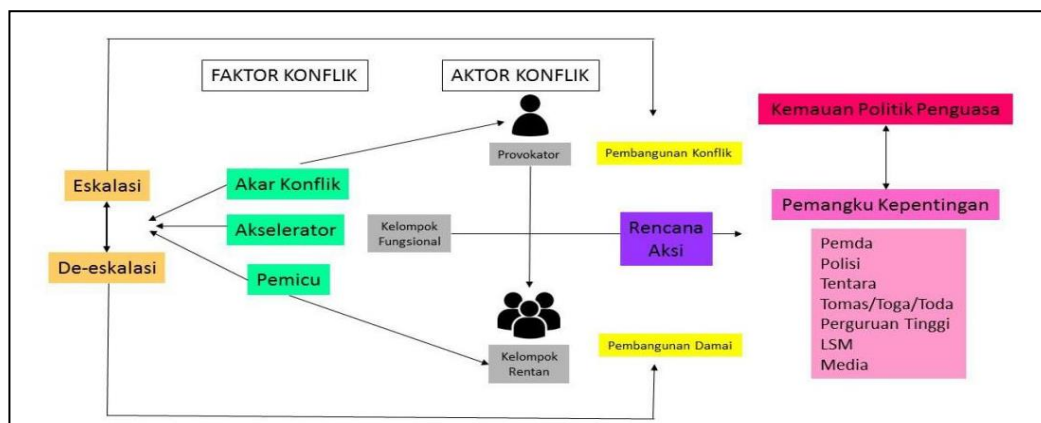 FAKTOR KONFLIK
AKTOR KONFLIK
Kemauan Politik Penguasa
Provokator
Pembangunan Konflik
Eskalasi
Akar Konflik
Pemangku Kepentingan
Akselerator
Kelompok
Fungsional
Rencana
Aksi
De-eskalasi
Pemicu
Pemda
Polisi
Tentara
Tomas/Toga/Toda
Perguruan Tinggi
LSM
Media
Pembangunan Damai
Kelompok
Rentan